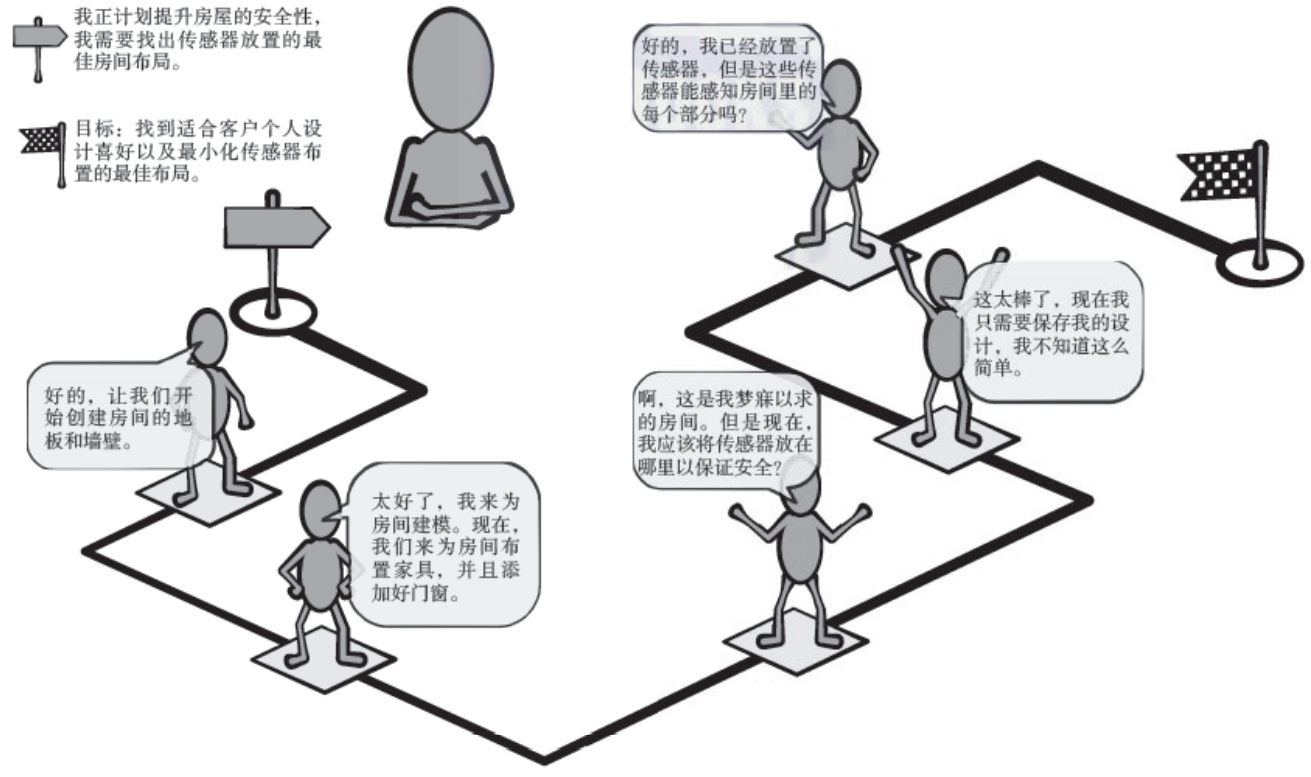 我正计划提升房屋的安全性，
我需要找出传感器放置的最
佳房间布局。
目标：找到适合客户个人设
计喜好以及最小化传感器布
置的最佳布局。
好的，让我们开
始创建房间的地
板和墙壁。
太好了，我来为
房间建模。现在，
我们来为房间布
置家具，并且添
加好门窗。
啊，这是我梦寐以求
的房间。但是现在，
我应该将传感器放在
哪里以保证安全？
好的，我已经放置了
传感器，但是这些传
感器能感知房间里的
每个部分吗？
这太棒了，现在我
只需要保存我的设
计，我不知道这么
简单。